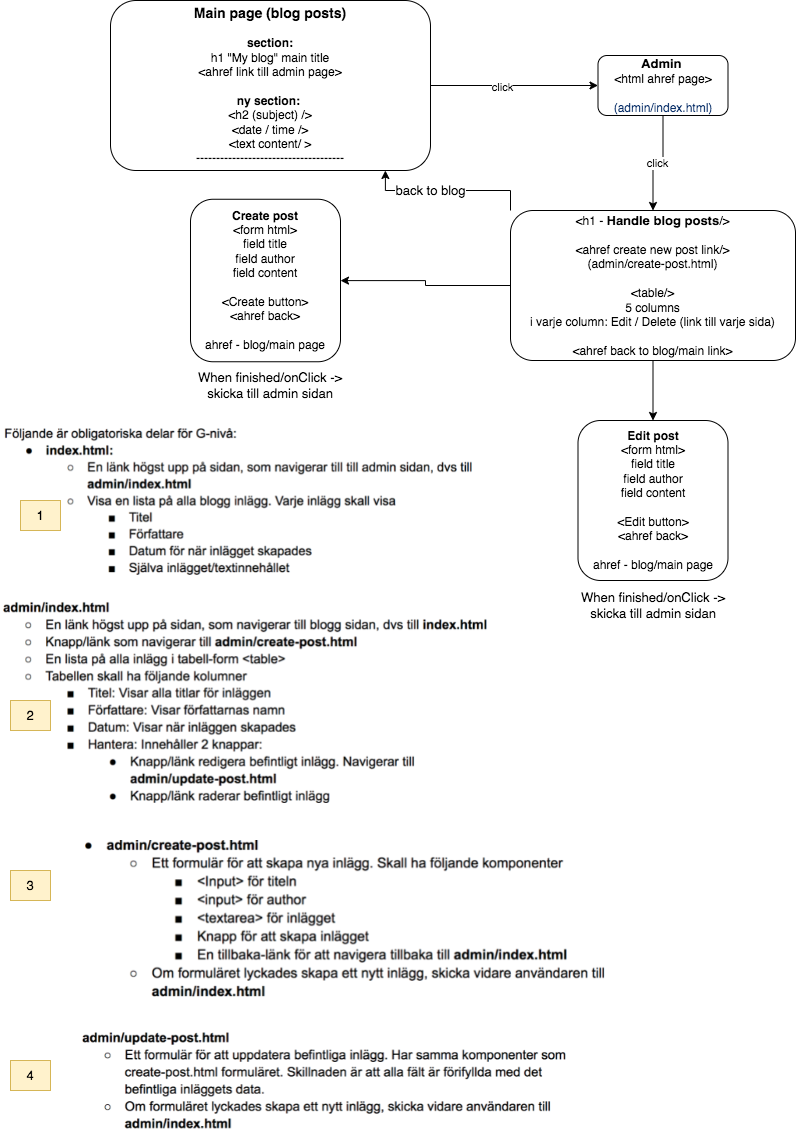 Main page (blog posts)
section:
h1 "My blog" main title
<ahref link till admin page>
ny section:
<h2 (subject) />
<date / time />
<text content/ >
-------------------------------------
click
Admin
<html ahref page>
(admin/index.html)
click
back to blog
<h1 - Handle blog posts/>
<ahref create new post link/>
(admin/create-post.html)
<table/>
5 columns
i varje column: Edit / Delete (link till varje sida)
<ahref back to blog/main link>
Create post
<form html>
field title
field author
field content
<Create button>
<ahref back>
ahref - blog/main page
When finished/onClick ->
skicka till admin sidan
Edit post
<form html>
field title
field author
field content
<Edit button>
<ahref back>
ahref - blog/main page
When finished/onClick ->
skicka till admin sidan
Följande är obligatoriska delar för G-nivå:
● index.html:
○ En länk högst upp på sidan, som navigerar till till admin sidan, dvs till
admin/index.html
○ Visa en lista på alla blogg inlägg. Varje inlägg skall visa
1
■ Titel
■ Författare
■ Datum för när inlägget skapades
■ Själva inlägget/textinnehållet
admin/index.html
○ En länk högst upp på sidan, som navigerar till blogg sidan, dvs till index.html
○ Knapp/länk som navigerar till admin/create-post.html
○ En lista på alla inlägg i tabell-form <table>
○ Tabellen skall ha följande kolumner
2
■ Titel: Visar alla titlar för inläggen
■ Författare: Visar författarnas namn
■ Datum: Visar när inläggen skapades
■ Hantera: Innehåller 2 knappar:
● Knapp/länk redigera befintligt inlägg. Navigerar till
admin/update-post.html
● Knapp/länk raderar befintligt inlägg
● admin/create-post.html
○ Ett formulär för att skapa nya inlägg. Skall ha följande komponenter
3
■ <Input> för titeln
■ <input> för author
■ <textarea> för inlägget
■ Knapp för att skapa inlägget
■ En tillbaka-länk för att navigera tillbaka till admin/index.html
○ Om formuläret lyckades skapa ett nytt inlägg, skicka vidare användaren till
admin/index.html
admin/update-post.html
4
○ Ett formulär för att uppdatera befintliga inlägg. Har samma komponenter som
create-post.html formuläret. Skillnaden är att alla fält är förifyllda med det
befintliga inläggets data.
○ Om formuläret lyckades skapa ett nytt inlägg, skicka vidare användaren till
admin/index.html